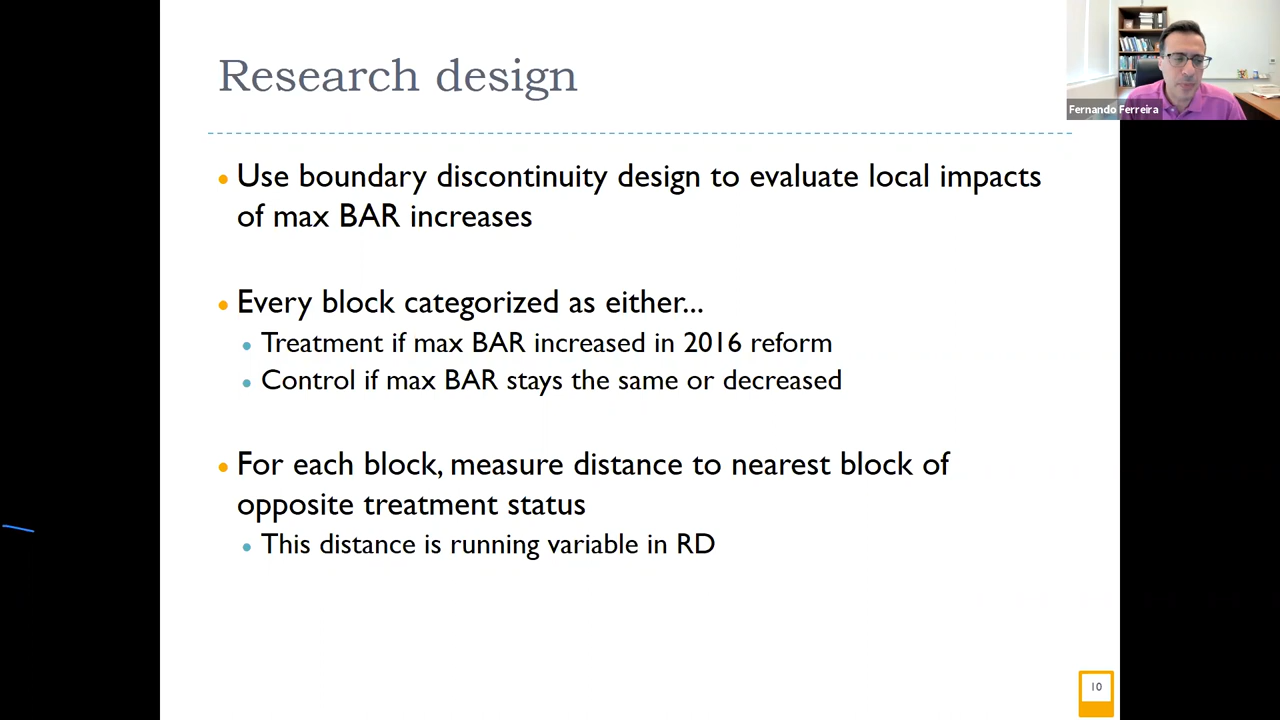 Research design
Fernando Ferreira
Use boundary discontinuity design to evaluate local impacts
of max BAR increases
Every block categorized as either...
Treatment if max BAR increased in 2016 reform
Control if max BAR stays the same or decreased
For each block, measure distance to nearest block of
opposite treatment status
This distance is running variable in RD
10